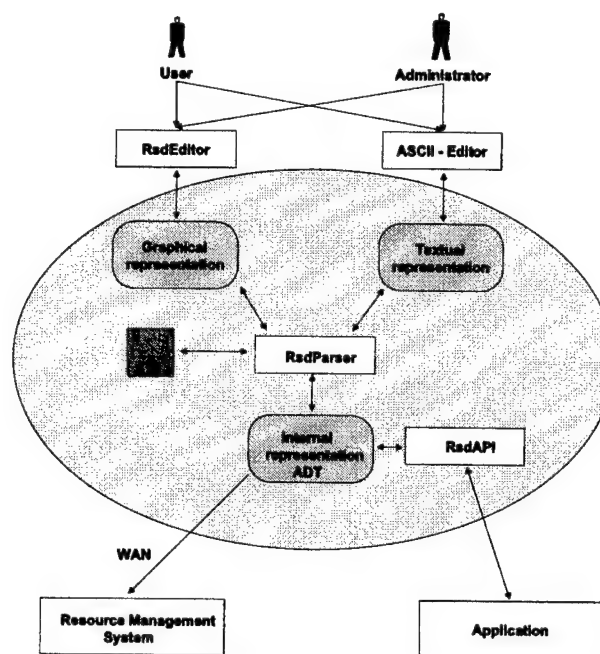 User
Administrator
RsdEditor
ASCII - Editor
Graphical
representation
Textual
representation
RsdParser
Internal
representation
ADT
RsdAPI
WAN
Resource Management
System
Application